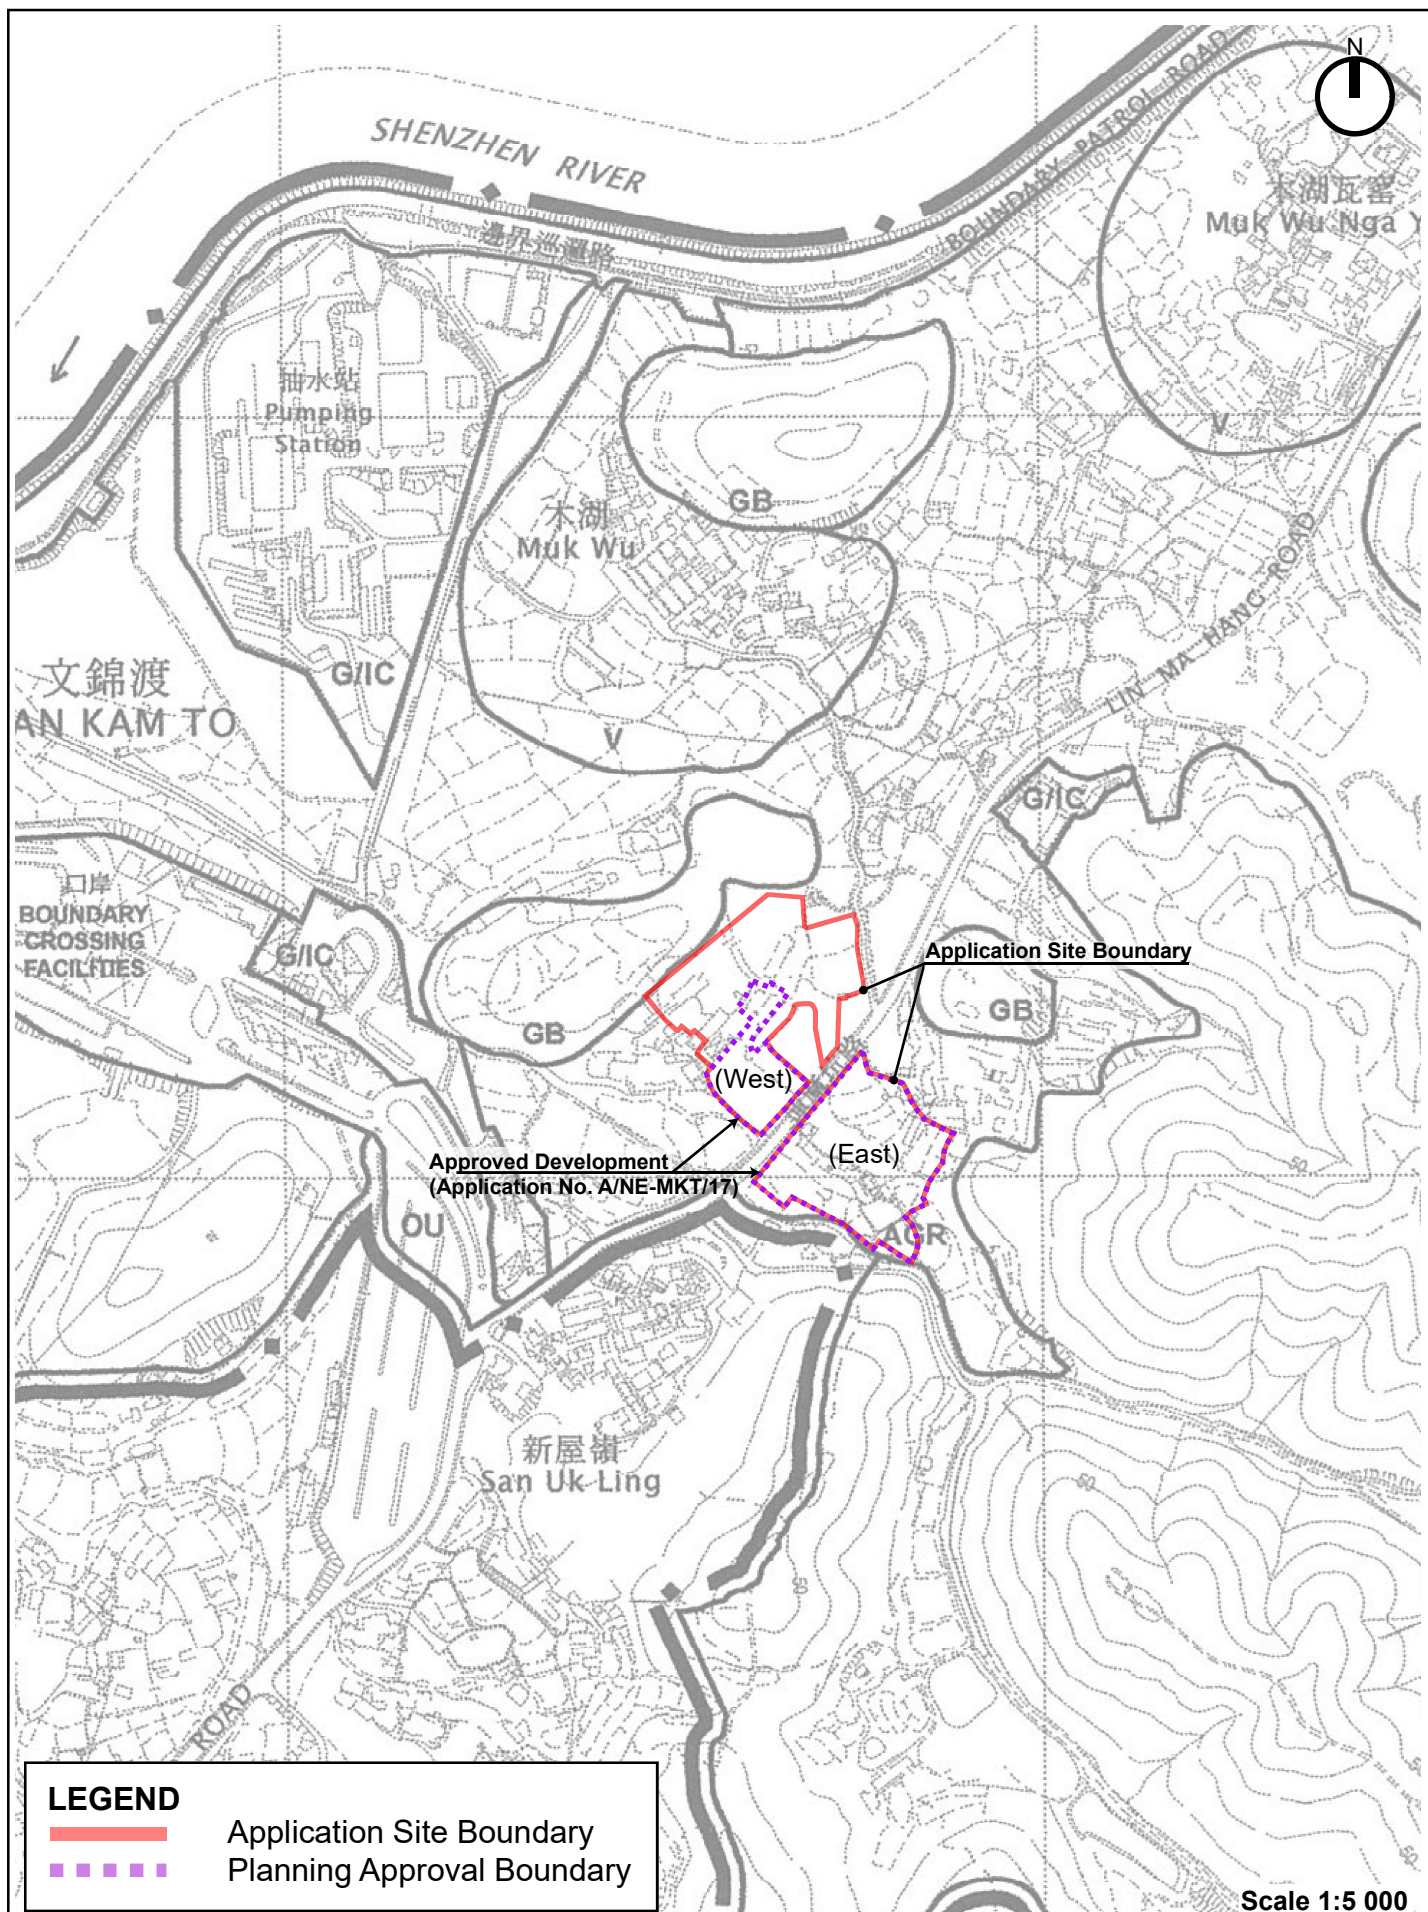 N
SHENZHEN RIVER
BOUNDARY PATROL ROAD
邊界巡邏路
木湖瓦窰
Muk Wu Nga Y
抽水站
Pumping
Station
V
GB
木湖
Muk Wu
LIN MA HANG ROAD
文錦渡
AN KAM TO
G/IC
V
G/IC
口岸
BOUNDARY
CROSSING
FACILITIES
G/IC
Application Site Boundary
GB
GB
(West)
(East)
Approved Development
(Application No. A/NE-MKT/17)
OU
AGR
50
新屋嶺
San Uk Ling
50
50
ROAD
50
LEGEND
Application Site Boundary
Planning Approval Boundary
Scale 1:5 000